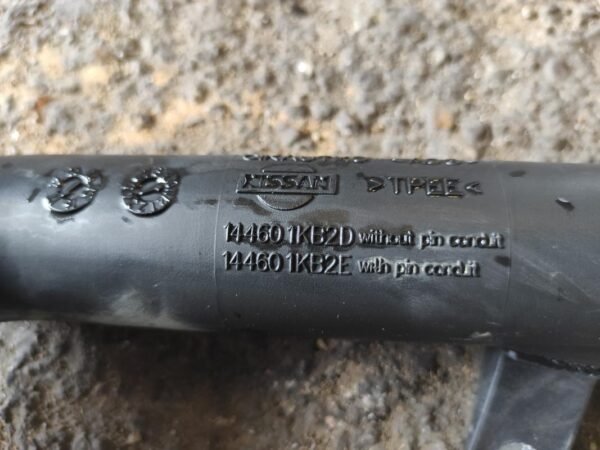 NISSAN >TPEE<
14460 1KB2D without pin conduit
14460 1KB2E with pin conduit